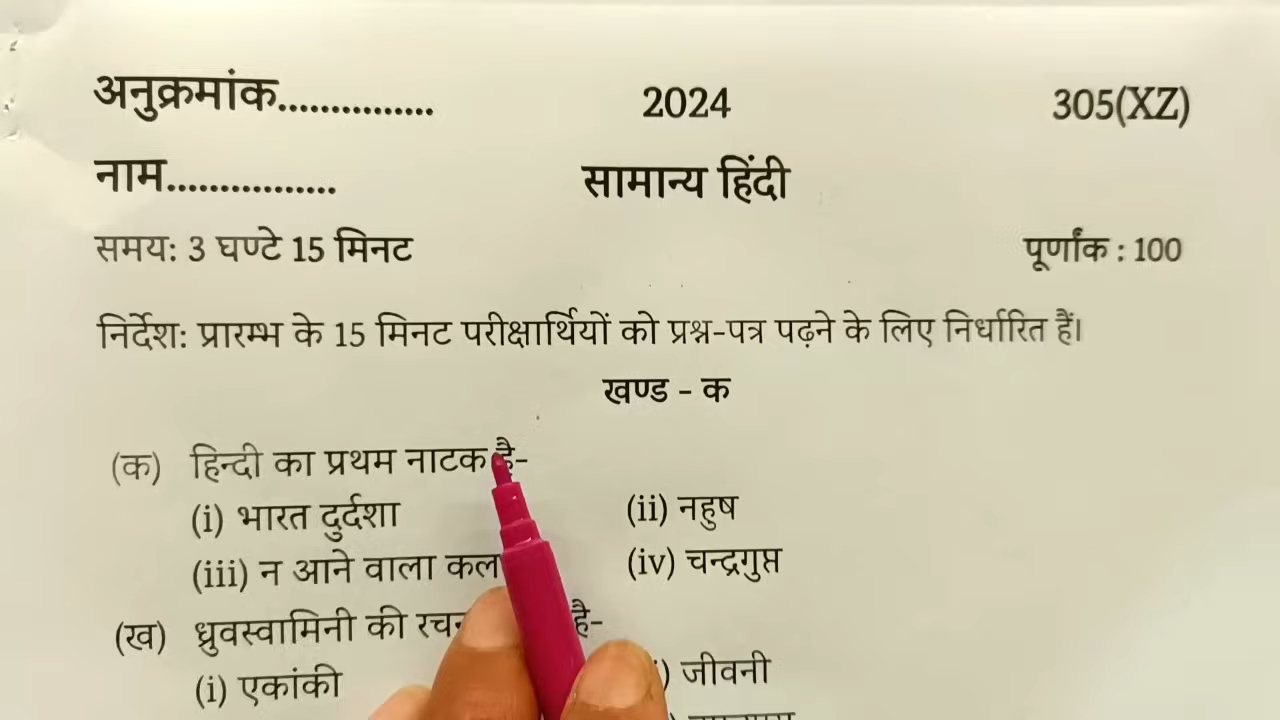 अनुक्रमांक............... 2024 305(XZ)
नाम................ सामान्य हिंदी
समय: 3 घण्टे 15 मिनट पूर्णांक : 100
निर्देश: प्रारम्भ के 15 मिनट परीक्षार्थियों को प्रश्न-पत्र पढ़ने के लिए निर्धारित हैं।
खण्ड - क
(क) हिन्दी का प्रथम नाटक है-
(i) भारत दुर्दशा (ii) नहुष
(iii) न आने वाला कल (iv) चन्द्रगुप्त
(ख) ध्रुवस्वामिनी की है-
(i) एकांकी जीवनी